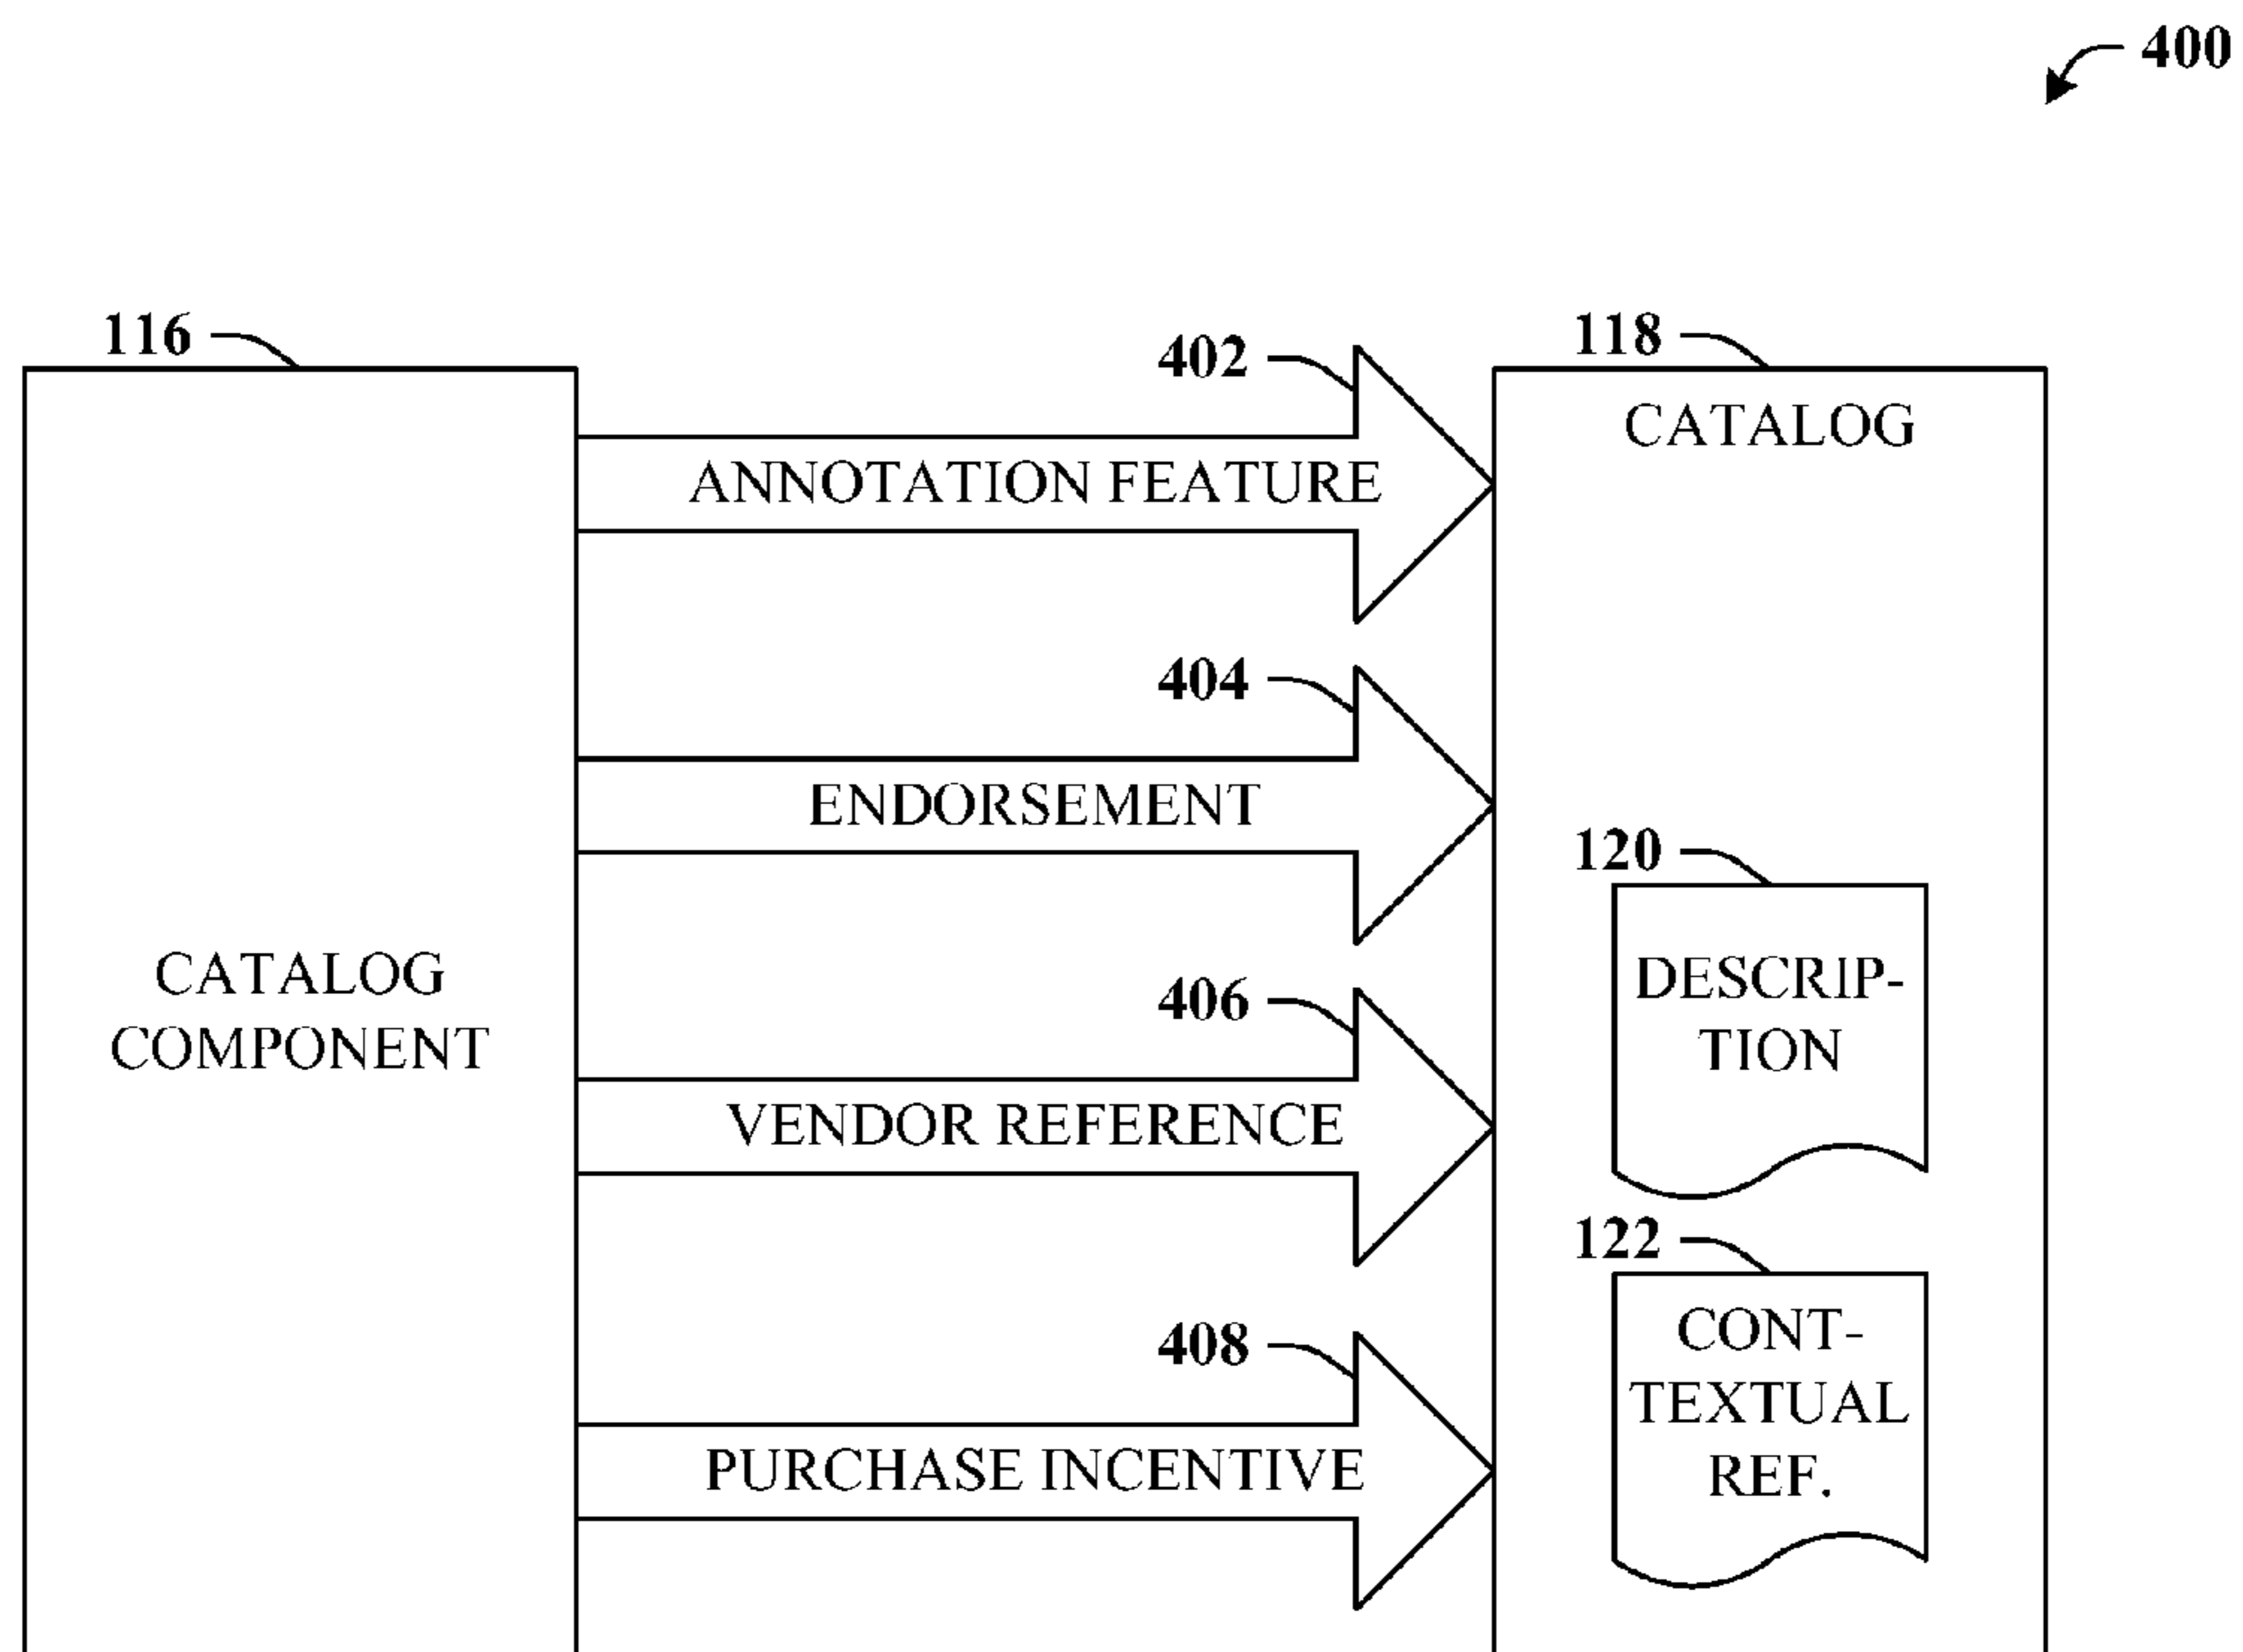 400
116
402
118
CATALOG
ANNOTATION FEATURE
404
ENDORSEMENT
120
CATALOG
COMPONENT
DESCRIP-
TION
406
VENDOR REFERENCE
122
CONT-
TEXTUAL
REF.
408
PURCHASE INCENTIVE